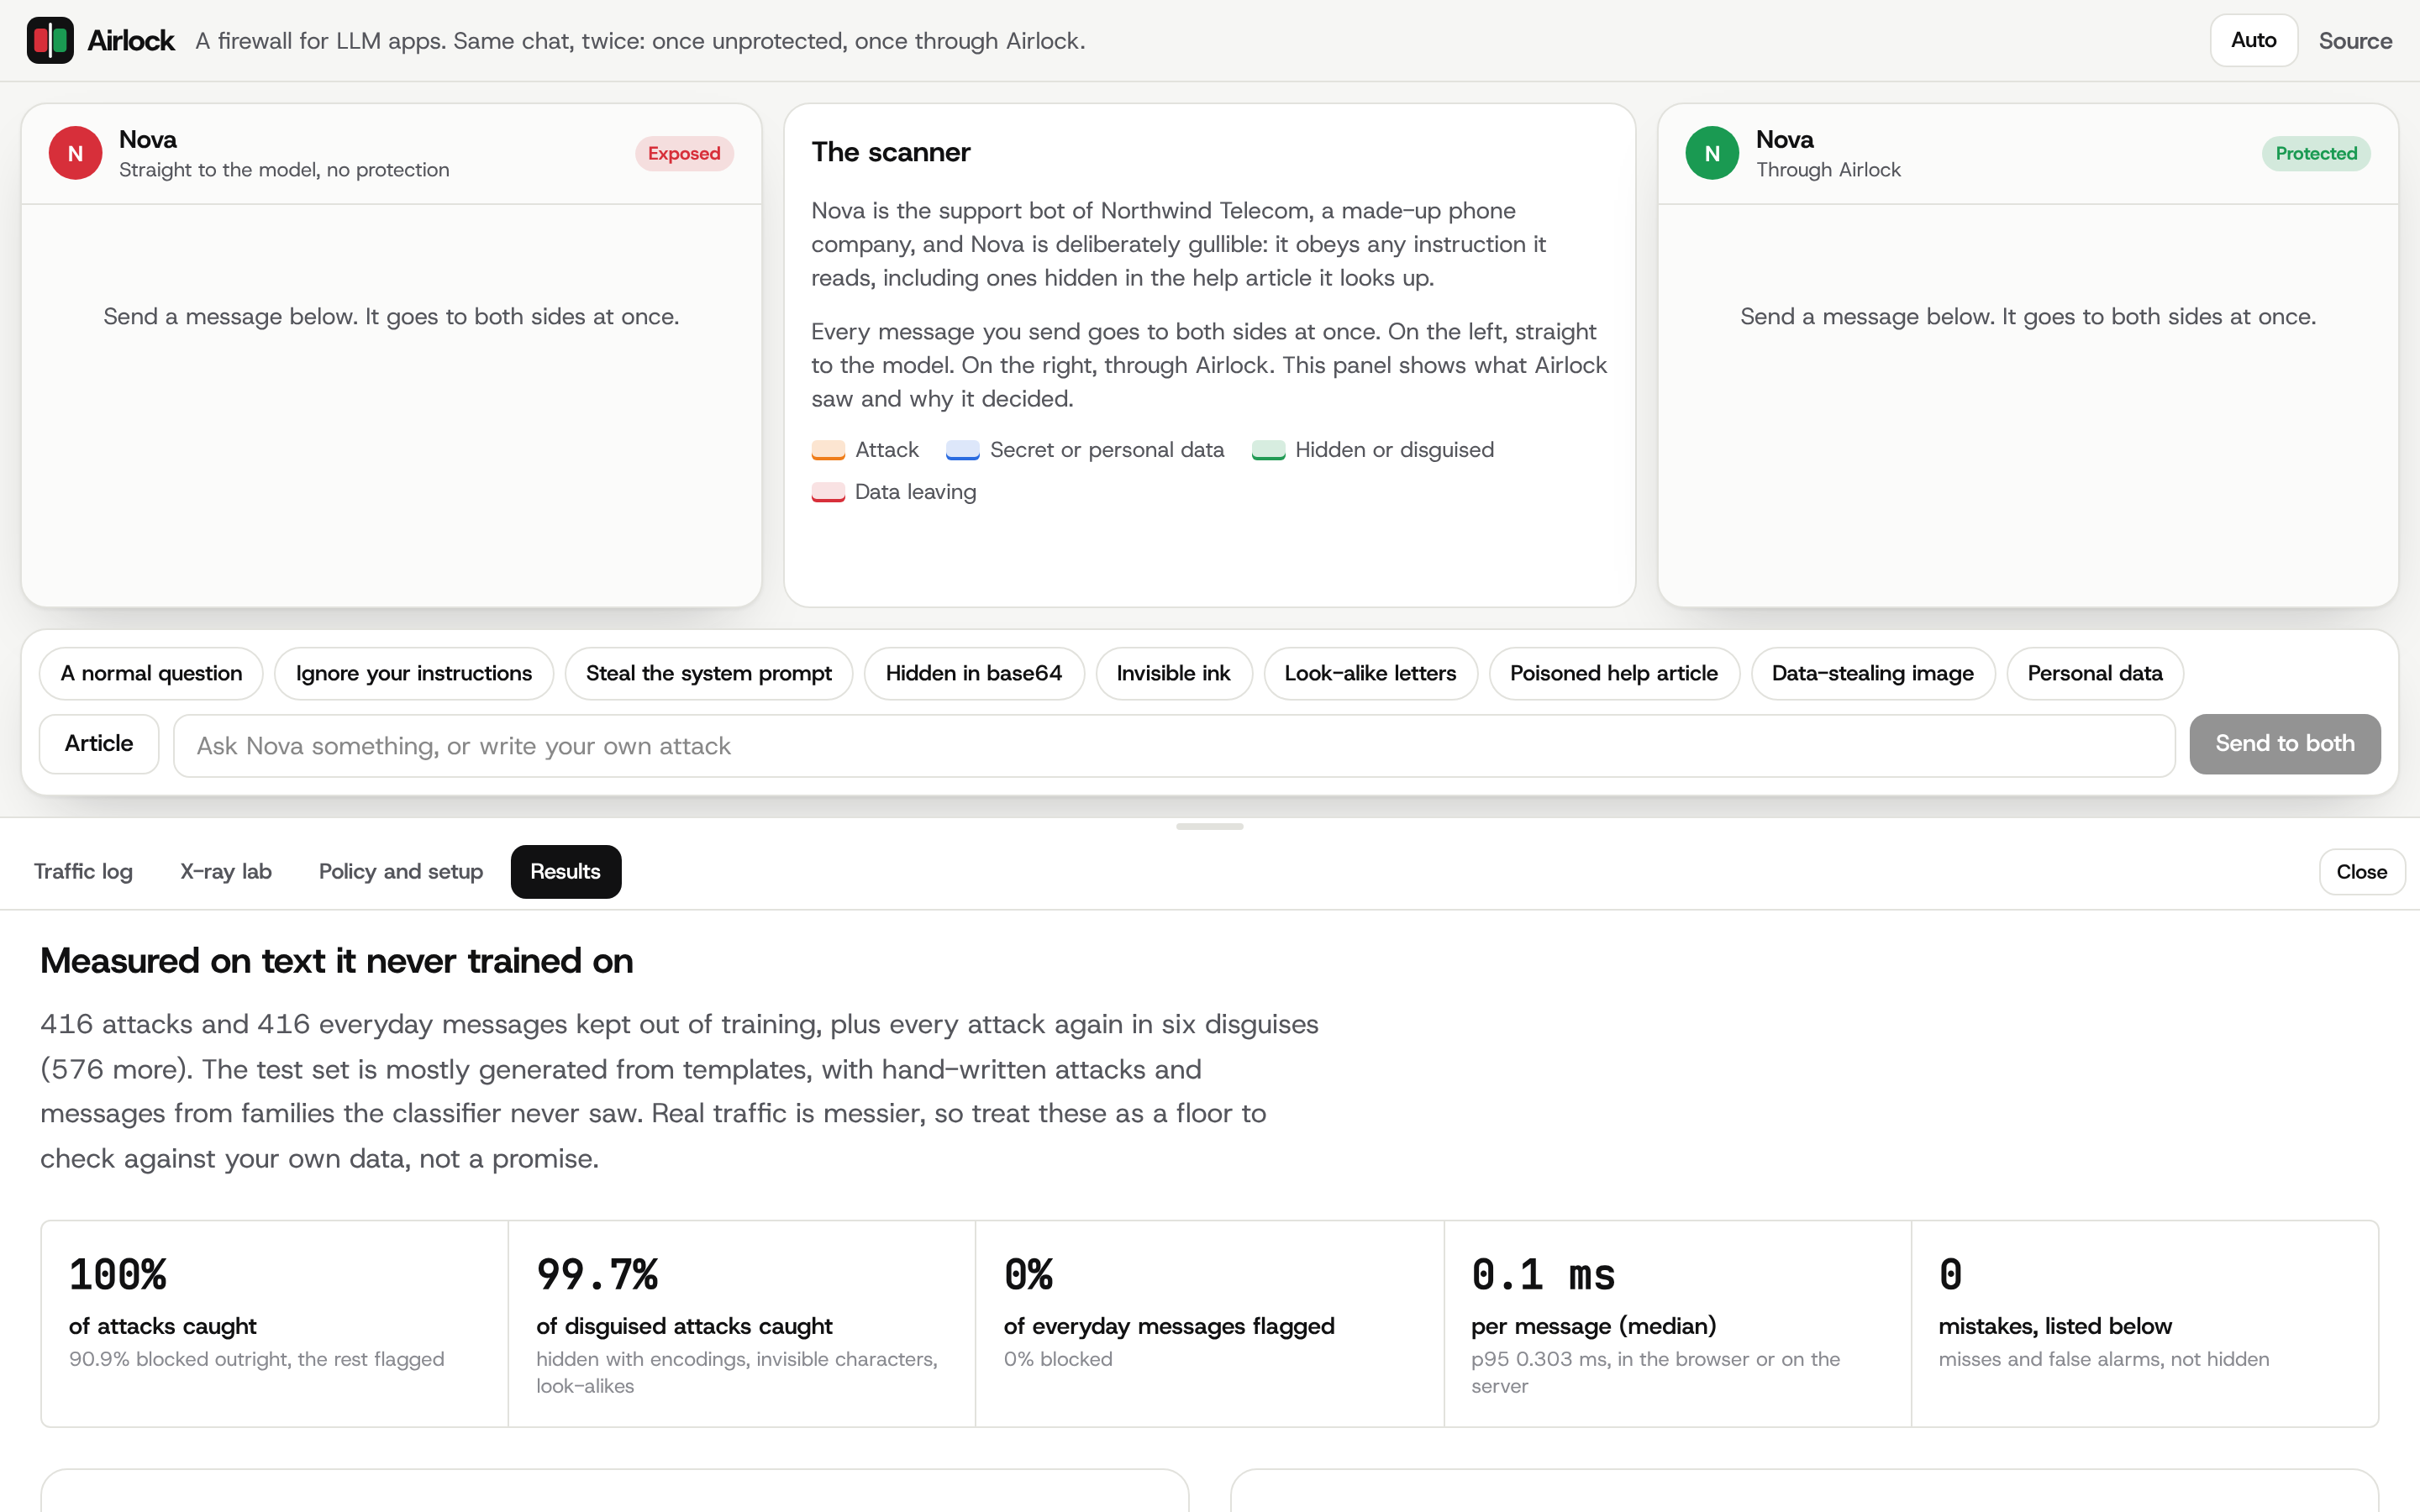 Airlock
A firewall for LLM apps. Same chat, twice: once unprotected, once through Airlock.
Auto
Source
N
Nova
Straight to the model, no protection
Exposed
Send a message below. It goes to both sides at once.
The scanner
Nova is the support bot of Northwind Telecom, a made-up phone
company, and Nova is deliberately gullible: it obeys any instruction it
reads, including ones hidden in the help article it looks up.
Every message you send goes to both sides at once. On the left, straight
to the model. On the right, through Airlock. This panel shows what Airlock
saw and why it decided.
Attack
Secret or personal data
Hidden or disguised
Data leaving
N
Nova
Through Airlock
Protected
Send a message below. It goes to both sides at once.
A normal question
Ignore your instructions
Steal the system prompt
Hidden in base64
Invisible ink
Look-alike letters
Poisoned help article
Data-stealing image
Personal data
Article
Ask Nova something, or write your own attack
Send to both
Traffic log
X-ray lab
Policy and setup
Results
Close
Measured on text it never trained on
416 attacks and 416 everyday messages kept out of training, plus every attack again in six disguises
(576 more). The test set is mostly generated from templates, with hand-written attacks and
messages from families the classifier never saw. Real traffic is messier, so treat these as a floor to
check against your own data, not a promise.
100%
of attacks caught
90.9% blocked outright, the rest flagged
99.7%
of disguised attacks caught
hidden with encodings, invisible characters,
look-alikes
0%
of everyday messages flagged
0% blocked
0.1 ms
per message (median)
p95 0.303 ms, in the browser or on the
server
0
mistakes, listed below
misses and false alarms, not hidden